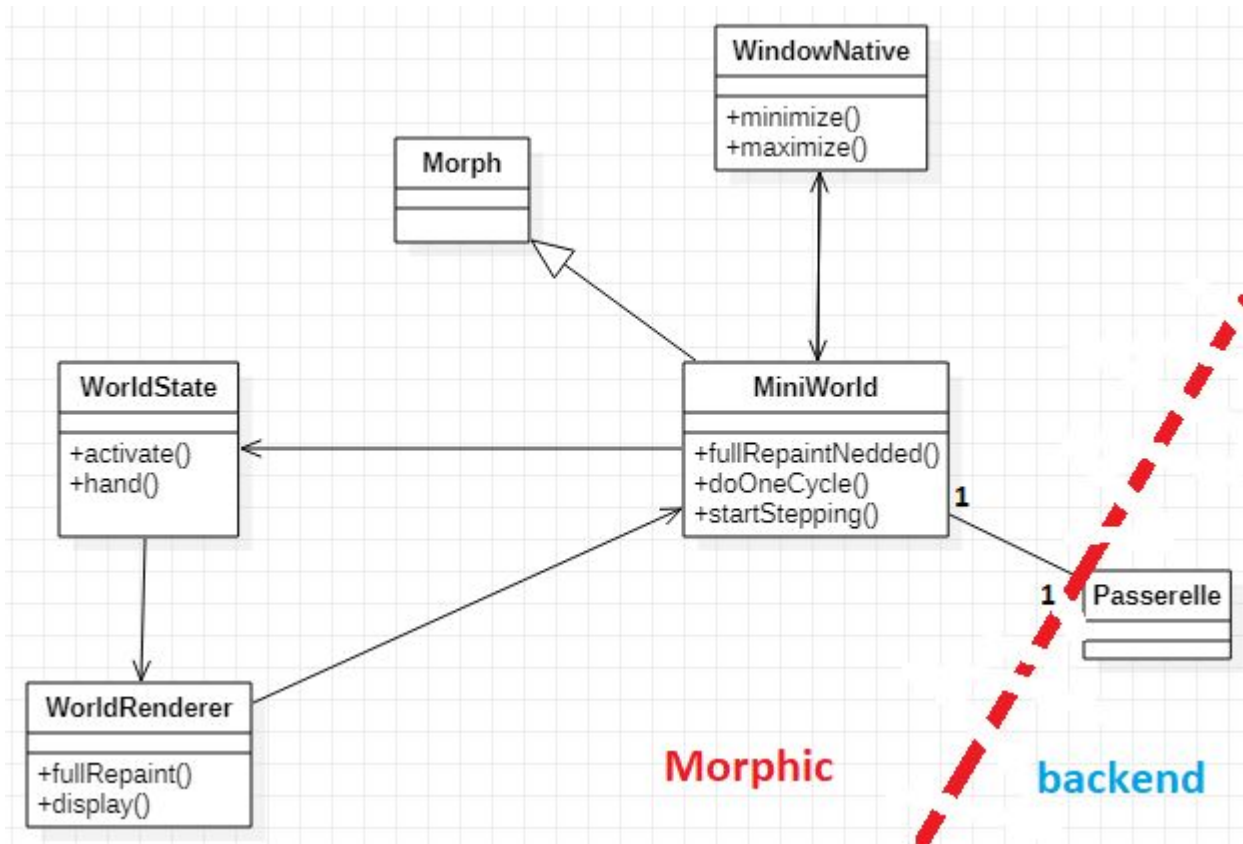 WindowNative
+minimize()
+maximize()
Morph
WorldState
+activate()
+hand()
MiniWorld
+fullRepaintNedded()
+doOneCycle()
+startStepping()
1
1
Passerelle
WorldRenderer
+fullRepaint()
+display()
Morphic
backend